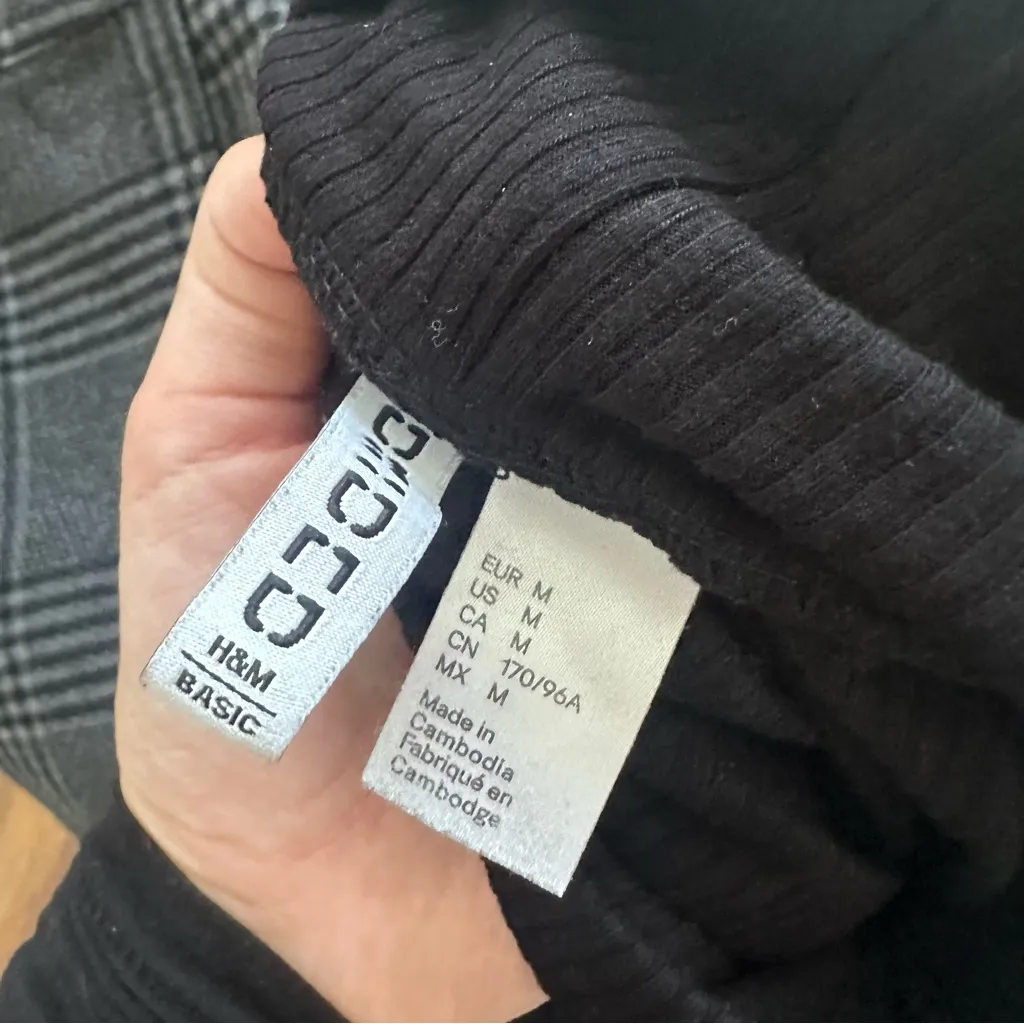 H&M
BASIC
EUR M
US M
CA M
CN 170/96A
MX M
Made in
Cambodia
Fabriqué en
Cambodge